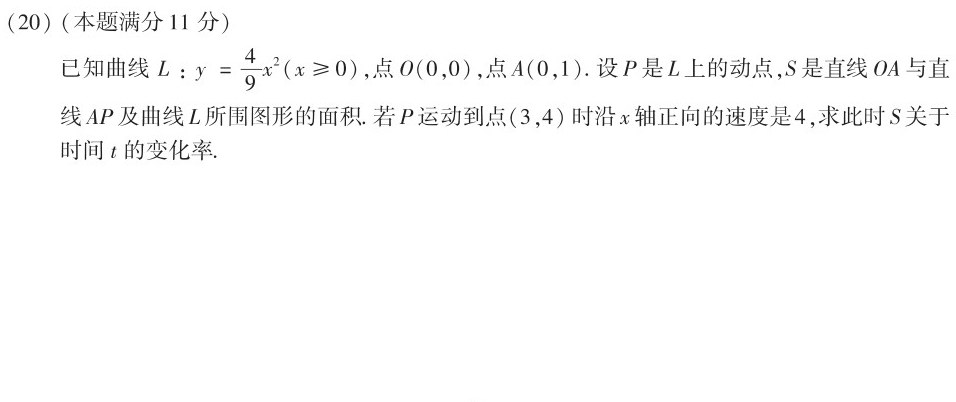 (20)(本题满分 11 分)
已知曲线 L : y = 4/9 x²(x ≥ 0),点 O(0,0),点 A(0,1). 设 P 是 L 上的动点,S 是直线 OA 与直
线 AP 及曲线 L 所围图形的面积. 若 P 运动到点(3,4) 时沿 x 轴正向的速度是 4,求此时 S 关于
时间 t 的变化率.